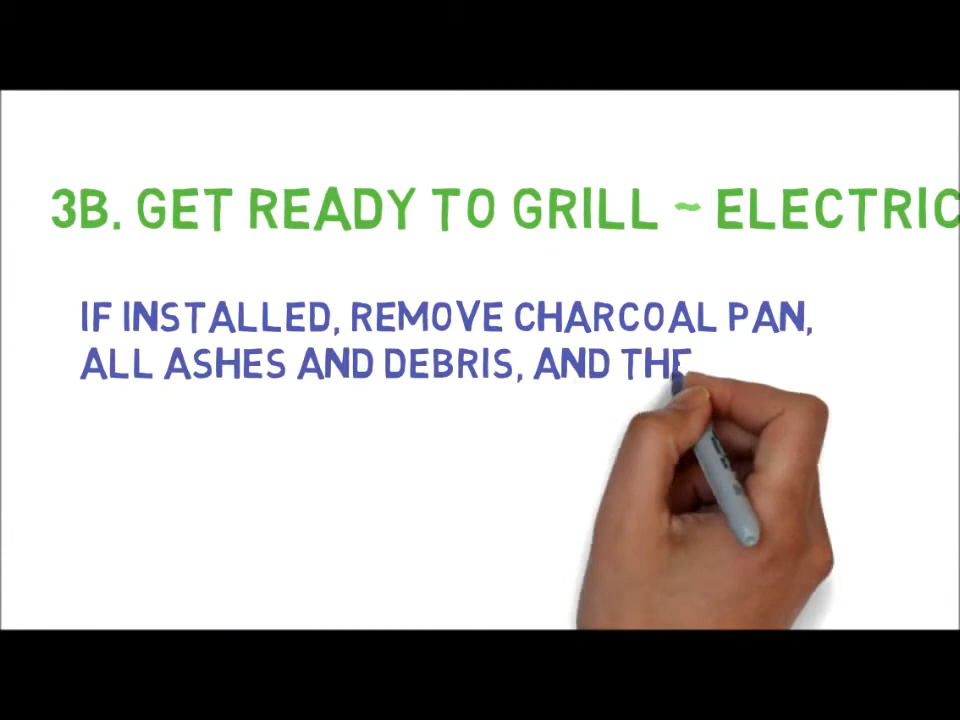 3B. GET READY TO GRILL ~ ELECTRIC
IF INSTALLED, REMOVE CHARCOAL PAN,
ALL ASHES AND DEBRIS, AND THE